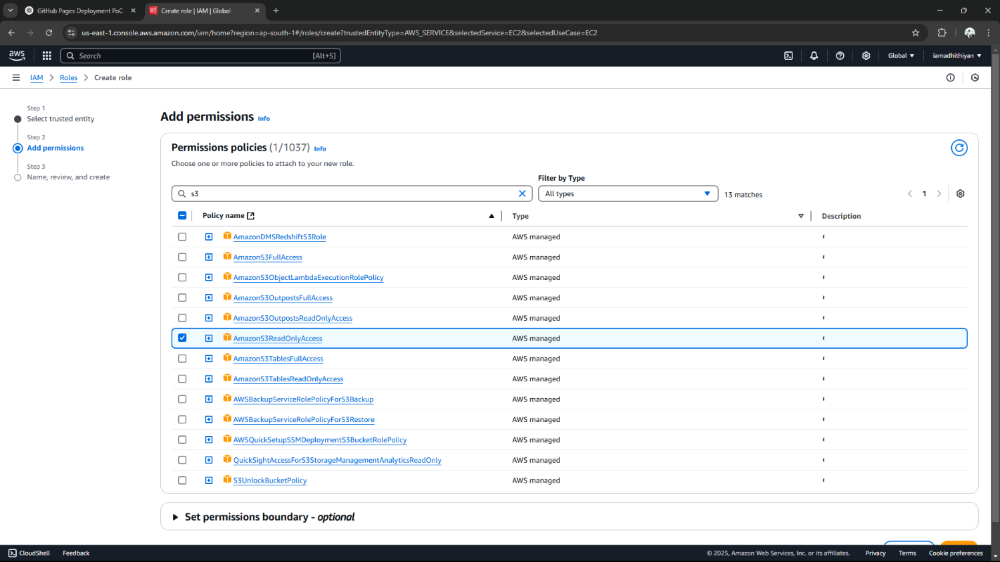 GitHub Pages Deployment PoC
Create role | IAM | Global
us-east-1.console.aws.amazon.com/iam/home?region=ap-south-1#/roles/create?trustedEntityType=AWS_SERVICE&selectedService=EC2&selectedUseCase=EC2
aws
Search
[Alt+S]
Global
iamadhithiyan
IAM
Roles
Create role
Step 1
Select trusted entity
Step 2
Add permissions
Step 3
Name, review, and create
Add permissions Info
Permissions policies (1/1037) Info
Choose one or more policies to attach to your new role.
Filter by Type
s3
All types
13 matches
1
Policy name
Type
Description
AmazonDMSRedshiftS3Role AWS managed
AmazonS3FullAccess AWS managed
AmazonS3ObjectLambdaExecutionRolePolicy AWS managed
AmazonS3OutpostsFullAccess AWS managed
AmazonS3OutpostsReadOnlyAccess AWS managed
AmazonS3ReadOnlyAccess AWS managed
AmazonS3TablesFullAccess AWS managed
AmazonS3TablesReadOnlyAccess AWS managed
AWSBackupServiceRolePolicyForS3Backup AWS managed
AWSBackupServiceRolePolicyForS3Restore AWS managed
AWSQuickSetupSSMDeploymentS3BucketRolePolicy AWS managed
QuickSightAccessForS3StorageManagementAnalyticsReadOnly AWS managed
S3UnlockBucketPolicy AWS managed
Set permissions boundary - optional
CloudShell
Feedback
© 2025, Amazon Web Services, Inc. or its affiliates.
Privacy
Terms
Cookie preferences